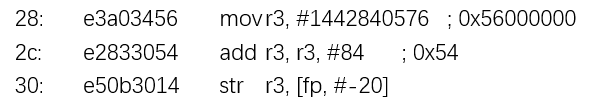 28: e3a03456 mov r3, #1442840576 ; 0x56000000
2c: e2833054 add r3, r3, #84 ; 0x54
30: e50b3014 str r3, [fp, #-20]